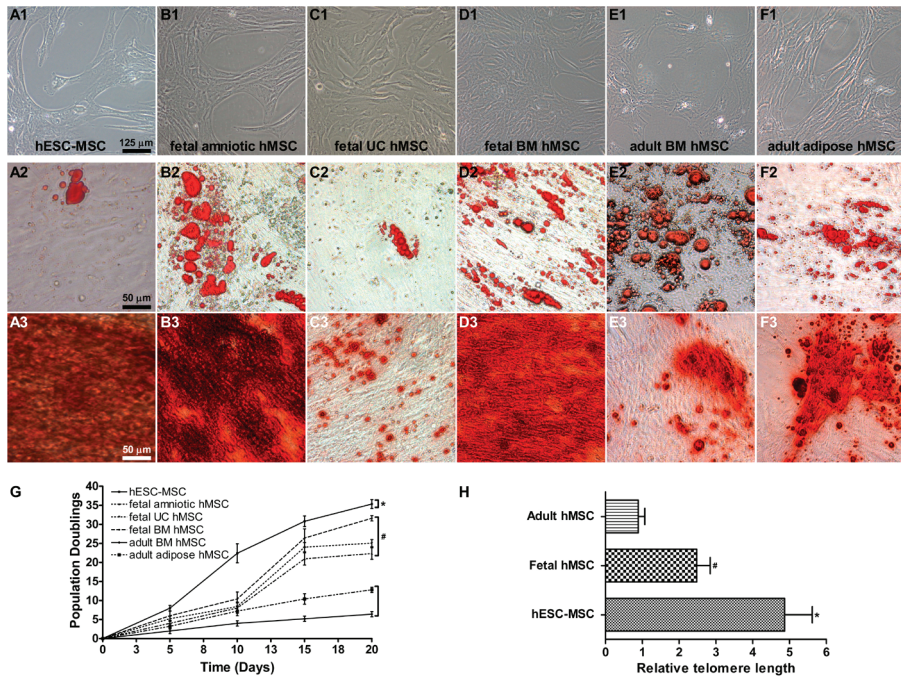 A1
B1
C1
D1
E1
F1
hESC-MSC
125 µm
fetal amniotic hMSC
fetal UC hMSC
fetal BM hMSC
adult BM hMSC
adult adipose hMSC
A2
B2
C2
D2
E2
F2
50 µm
A3
B3
C3
D3
E3
F3
50 µm
G
Population Doublings
40
35
30
25
20
15
10
5
0
hESC-MSC
fetal amniotic hMSC
fetal UC hMSC
fetal BM hMSC
adult BM hMSC
adult adipose hMSC
*
#
0 3 5 8 10 13 15 18 20
Time (Days)
H
Adult hMSC
Fetal hMSC
#
hESC-MSC
*
0 1 2 3 4 5 6
Relative telomere length